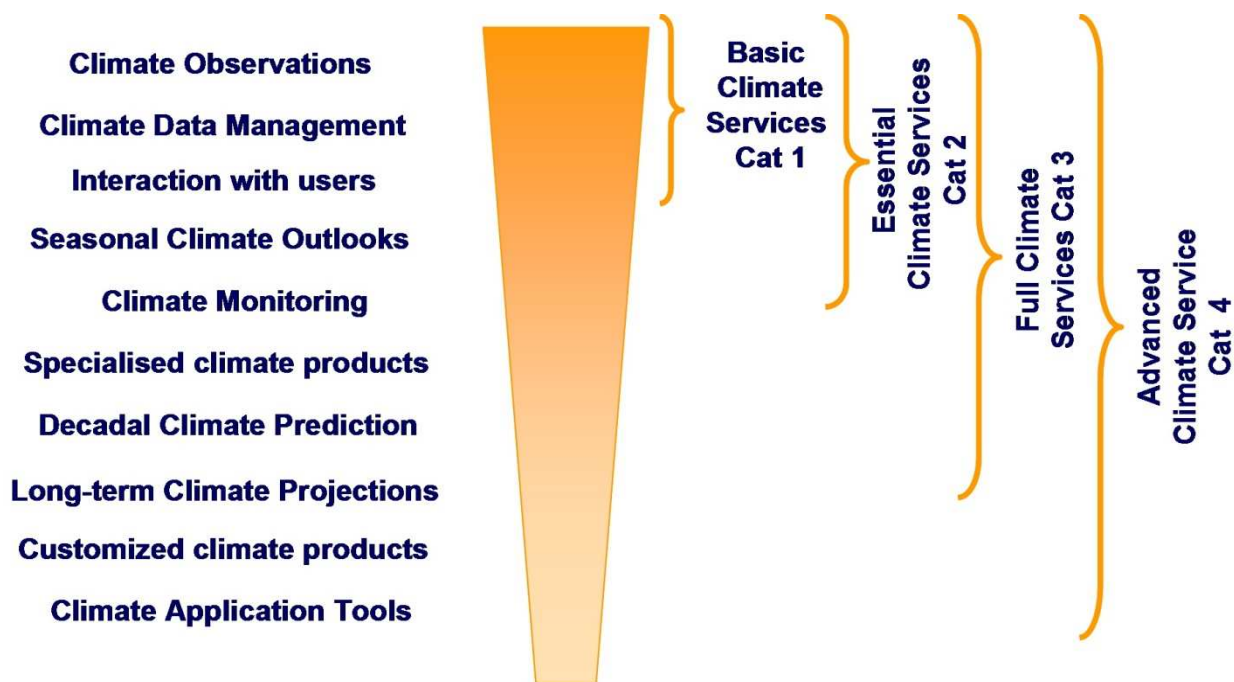 Climate Observations
Climate Data Management
Interaction with users
Seasonal Climate Outlooks
Climate Monitoring
Specialised climate products
Decadal Climate Prediction
Long-term Climate Projections
Customized climate products
Climate Application Tools
Basic
Climate
Services
Cat 1
Essential
Climate Services
Cat 2
Full Climate
Services Cat 3
Advanced
Climate Service
Cat 4